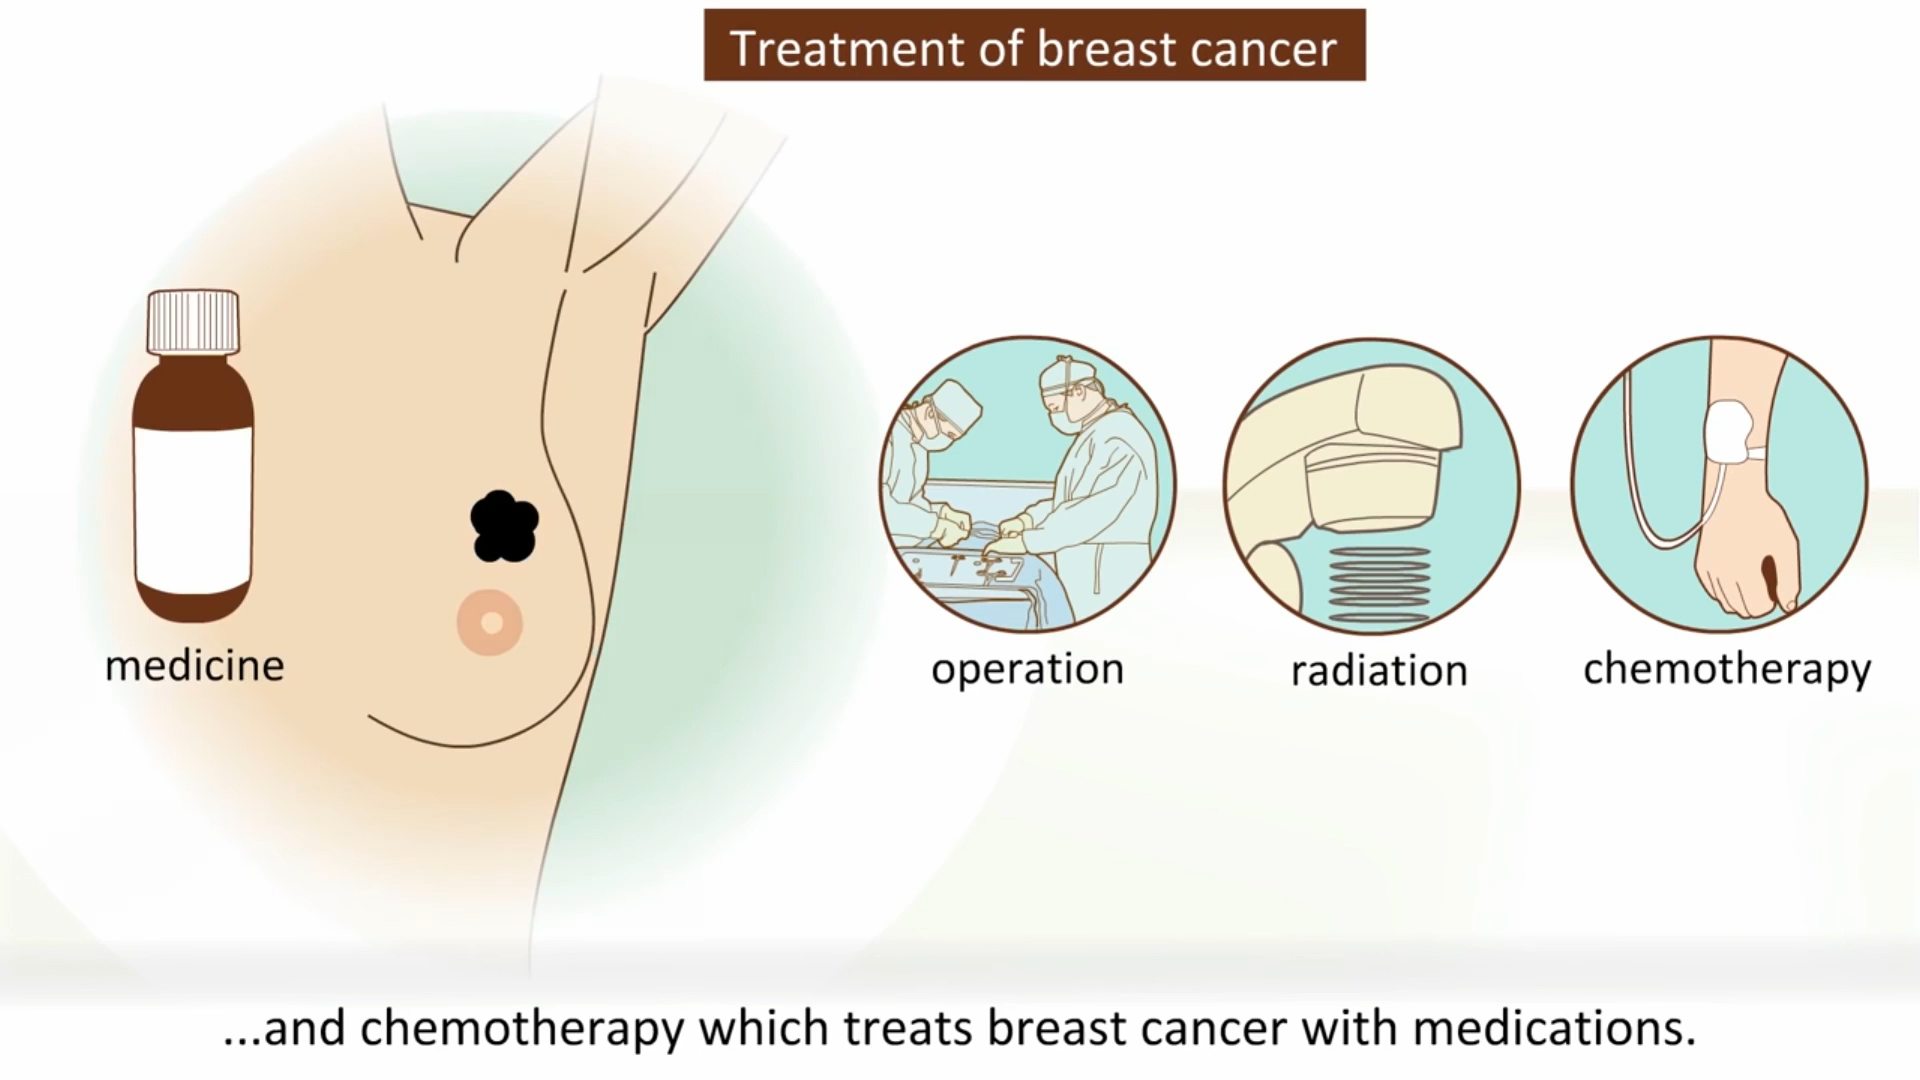 Treatment of breast cancer
medicine
operation
radiation
chemotherapy
...and chemotherapy which treats breast cancer with medications.